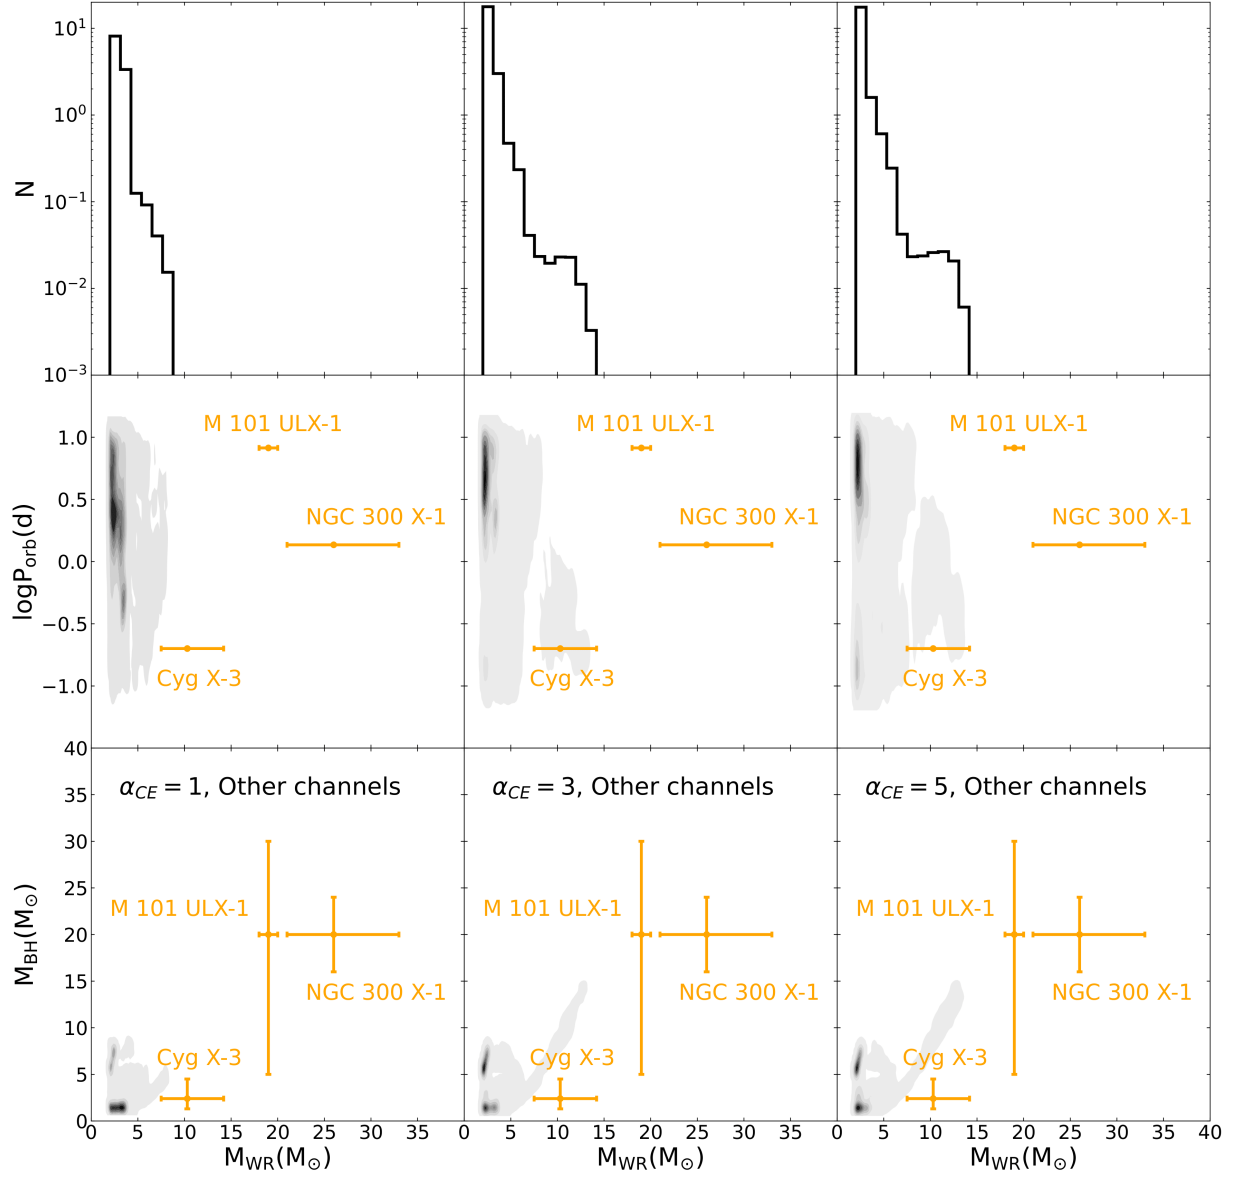 10¹
10⁰
10⁻¹
10⁻²
10⁻³
N
M 101 ULX-1
NGC 300 X-1
Cyg X-3
M 101 ULX-1
NGC 300 X-1
Cyg X-3
M 101 ULX-1
NGC 300 X-1
Cyg X-3
1.0
0.5
0.0
−0.5
−1.0
logP_orb(d)
α_CE = 1, Other channels
α_CE = 3, Other channels
α_CE = 5, Other channels
M 101 ULX-1
NGC 300 X-1
Cyg X-3
M 101 ULX-1
NGC 300 X-1
Cyg X-3
M 101 ULX-1
NGC 300 X-1
Cyg X-3
40
35
30
25
20
15
10
5
0
M_BH(M_⊙)
0 5 10 15 20 25 30 35 0 5 10 15 20 25 30 35 0 5 10 15 20 25 30 35 40
M_WR(M_⊙) M_WR(M_⊙) M_WR(M_⊙)